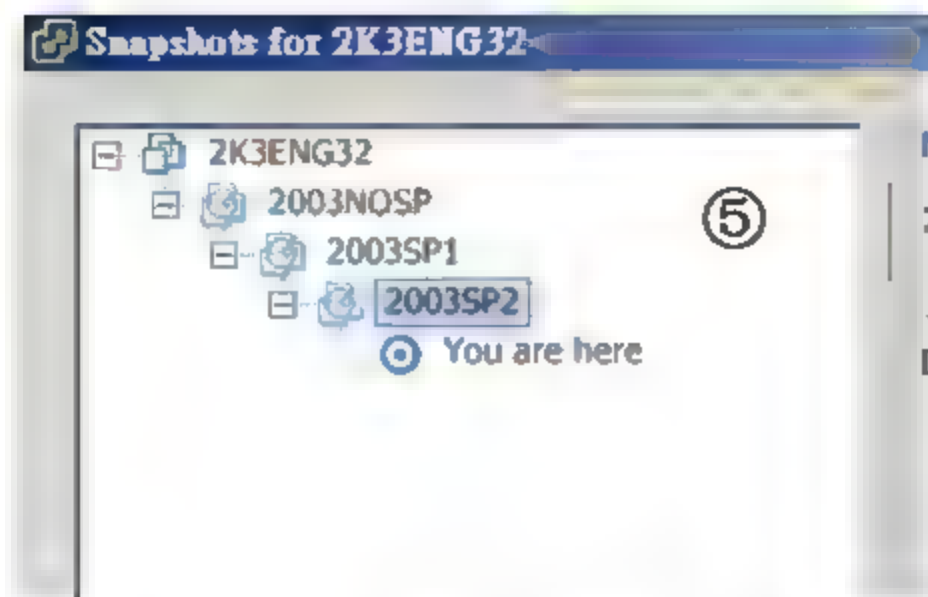 Snapshots for 2K3ENG32
2K3ENG32
2003NOSP
⑤
2003SP1
2003SP2
You are here